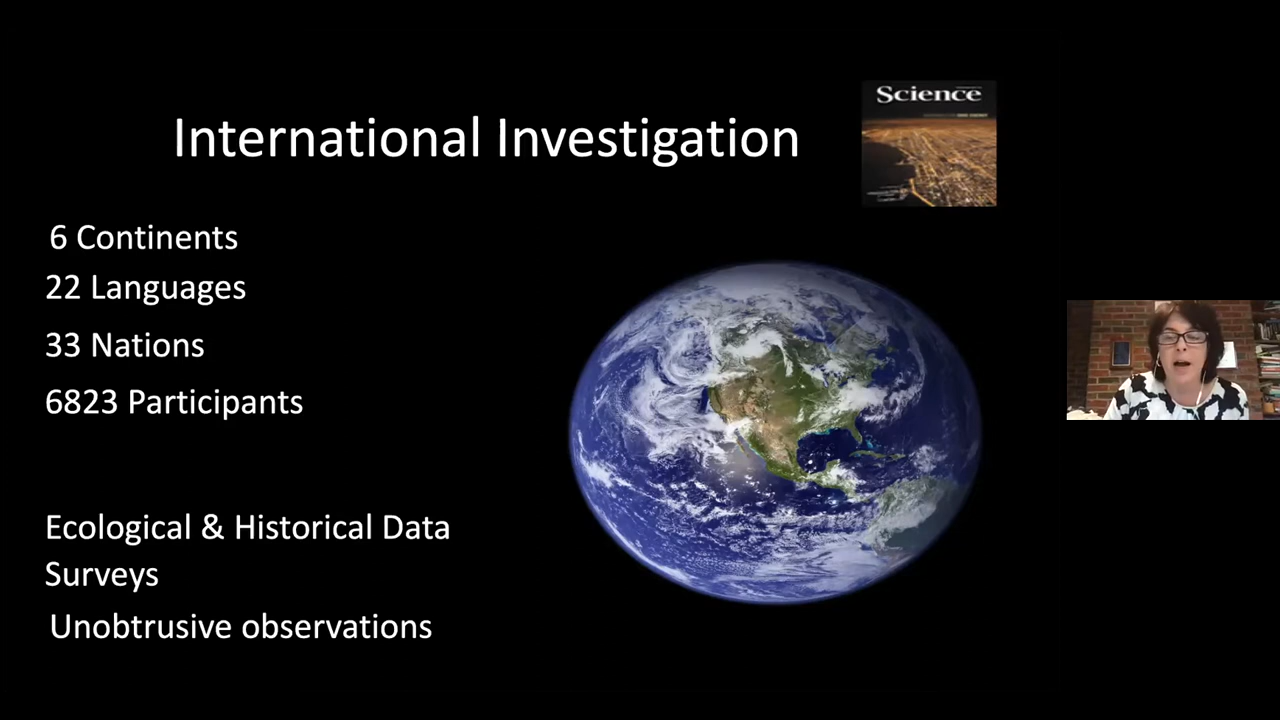 Science
International Investigation
6 Continents
22 Languages
33 Nations
6823 Participants
Ecological & Historical Data
Surveys
Unobtrusive observations